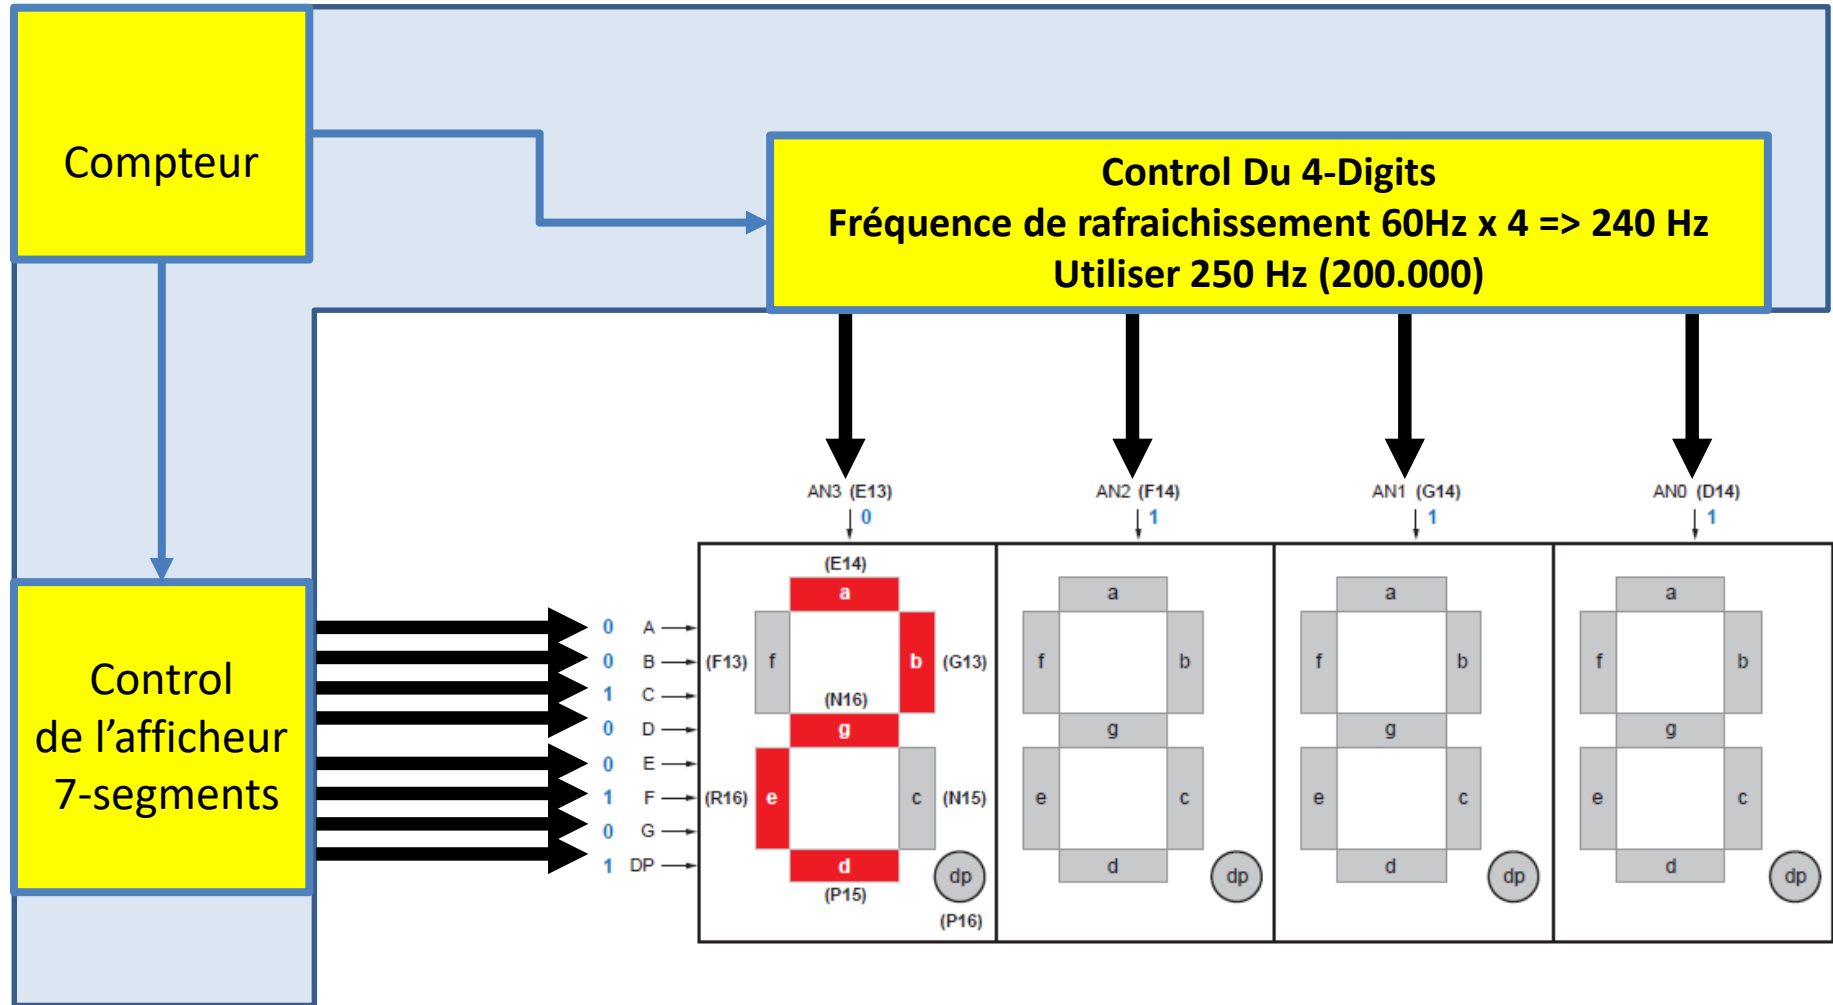 Compteur
Control Du 4-Digits
Fréquence de rafraichissement 60Hz x 4 => 240 Hz
Utiliser 250 Hz (200.000)
AN3 (E13)
0
AN2 (F14)
1
AN1 (G14)
1
AN0 (D14)
1
Control
de l'afficheur
7-segments
0 A
0 B
1 C
0 D
0 E
1 F
0 G
1 DP
(E14)
a
(F13) f
b (G13)
(N16)
g
(R16) e
c (N15)
d
(P15)
dp
(P16)
a
f
b
g
e
c
d
dp
a
f
b
g
e
c
d
dp
a
f
b
g
e
c
d
dp